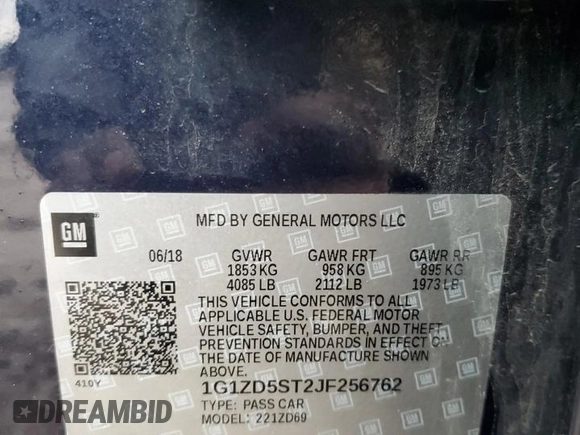 MFD BY GENERAL MOTORS LLC
GM
06/18 GVWR GAWR FRT GAWR RR
1853 KG 958 KG 895 KG
4085 LB 2112 LB 1973 LB
THIS VEHICLE CONFORMS TO ALL
APPLICABLE U.S. FEDERAL MOTOR
VEHICLE SAFETY, BUMPER, AND THEFT
PREVENTION STANDARDS IN EFFECT ON
THE DATE OF MANUFACTURE SHOWN
ABOVE.
410Y
1G1ZD5ST2JF256762
TYPE: PASS CAR
MODEL: 221ZD69
DREAMBID